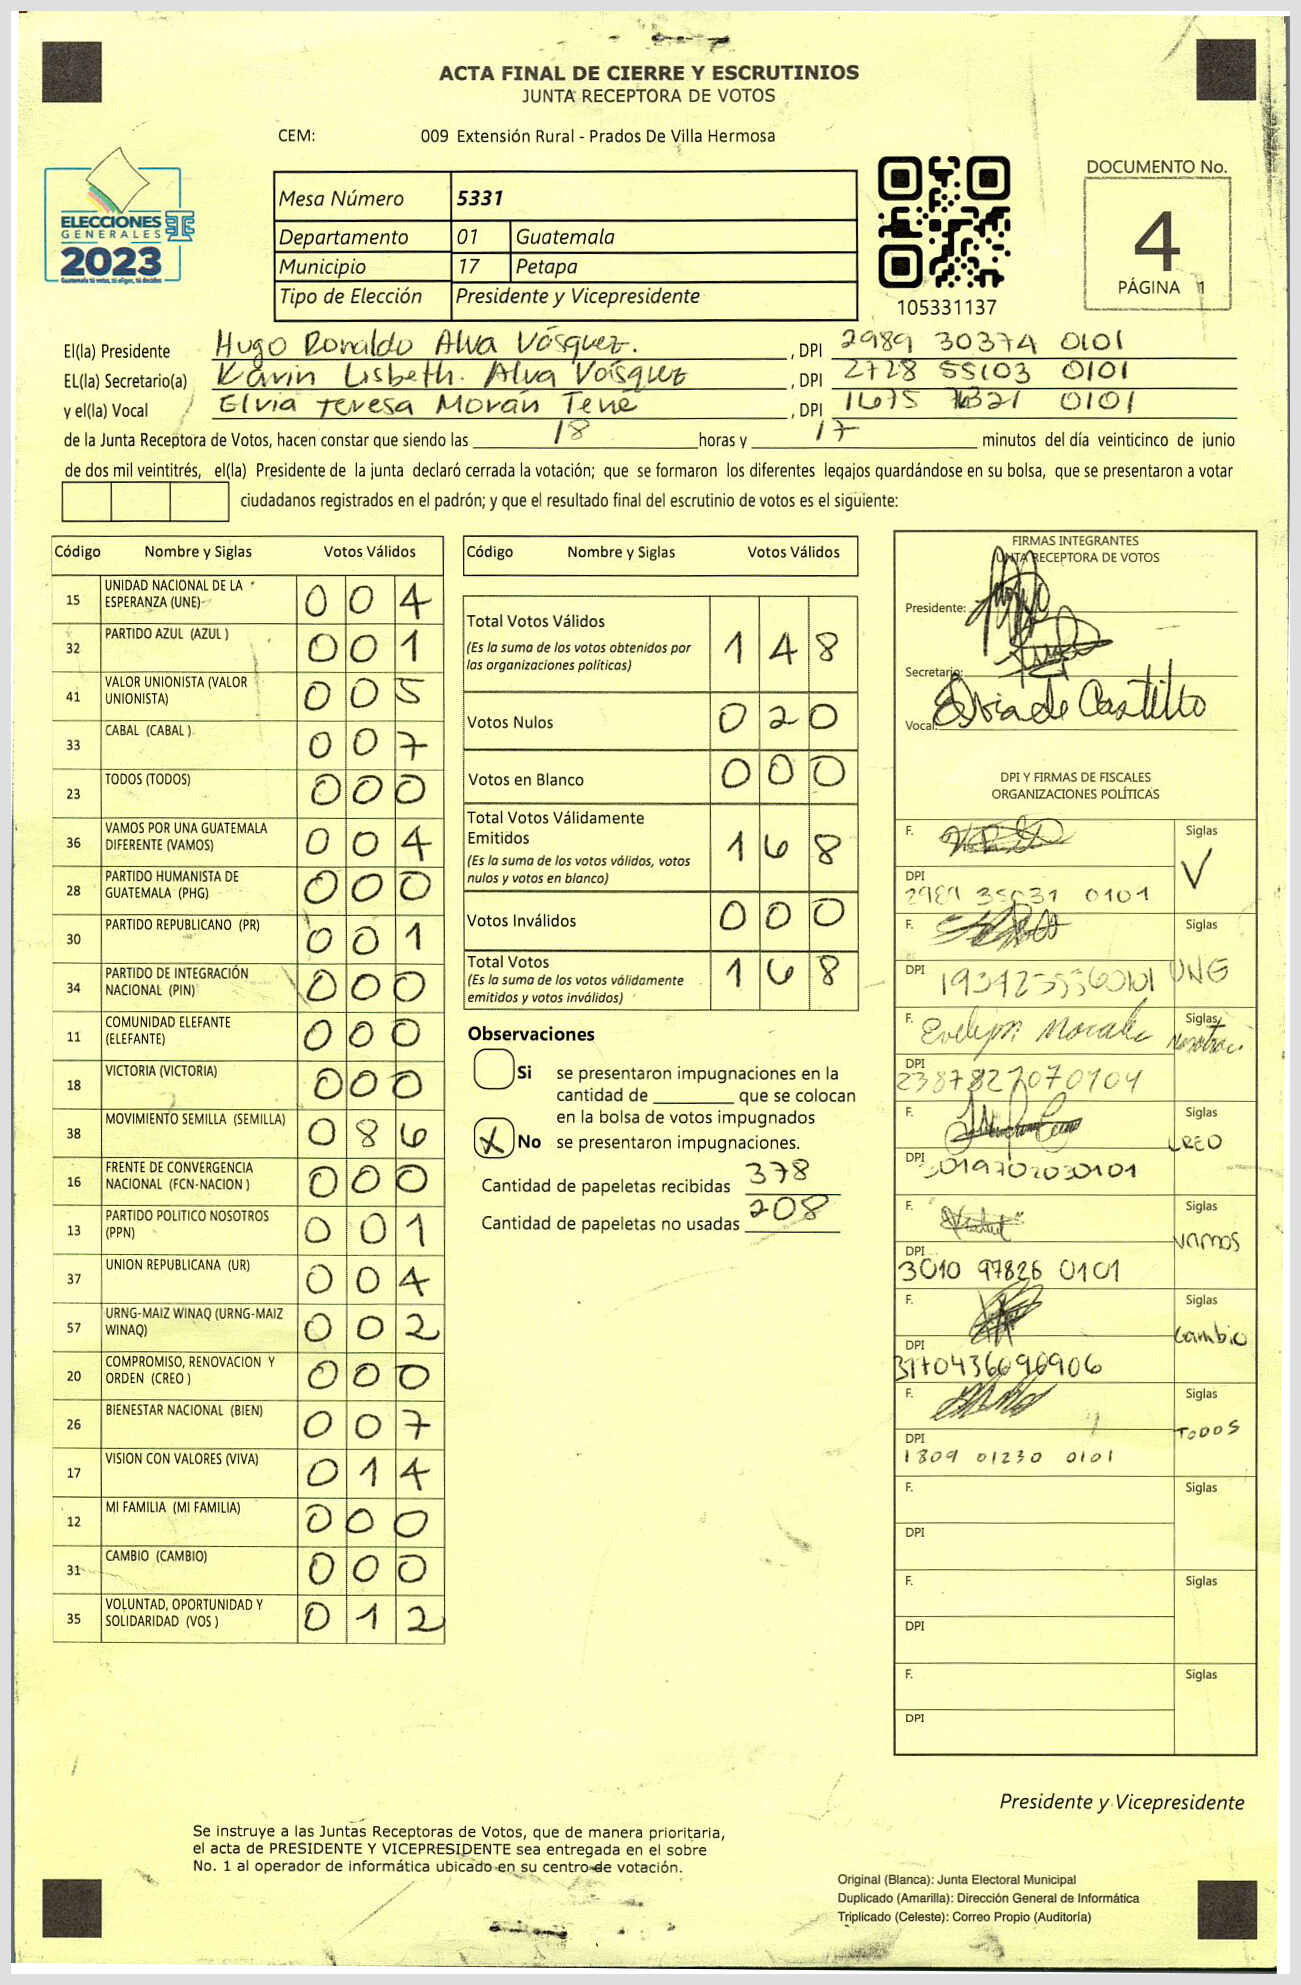 ACTA FINAL DE CIERRE Y ESCRUTINIOS
JUNTA RECEPTORA DE VOTOS
CEM: 009 Extensión Rural - Prados De Villa Hermosa
ELECCIONES
GENERALES
2023
Guatemala tú votas, tú eliges, tú decides
Mesa Número 5331
Departamento 01 Guatemala
Municipio 17 Petapa
Tipo de Elección Presidente y Vicepresidente
105331137
DOCUMENTO No.
4
PÁGINA 1
El(la) Presidente Hugo Ronaldo Alva Vásquez. , DPI 2989 30374 0101
EL(la) Secretario(a) Karin Lisbeth. Alva Vásquez , DPI 2728 55103 0101
y el(la) Vocal Elvia Teresa Morán Tene , DPI 1675 0101
de la Junta Receptora de Votos, hacen constar que siendo las 18 horas y 17 minutos del día veinticinco de junio
de dos mil veintitrés, el(la) Presidente de la junta declaró cerrada la votación; que se formaron los diferentes legajos guardándose en su bolsa, que se presentaron a votar
ciudadanos registrados en el padrón; y que el resultado final del escrutinio de votos es el siguiente:
Código Nombre y Siglas Votos Válidos
15 UNIDAD NACIONAL DE LA ESPERANZA (UNE) 0 0 4
32 PARTIDO AZUL (AZUL ) 0 0 1
41 VALOR UNIONISTA (VALOR UNIONISTA) 0 0 5
33 CABAL (CABAL ) 0 0 7
23 TODOS (TODOS) 0 0 0
36 VAMOS POR UNA GUATEMALA DIFERENTE (VAMOS) 0 0 4
28 PARTIDO HUMANISTA DE GUATEMALA (PHG) 0 0 0
30 PARTIDO REPUBLICANO (PR) 0 0 1
34 PARTIDO DE INTEGRACIÓN NACIONAL (PIN) 0 0 0
11 COMUNIDAD ELEFANTE (ELEFANTE) 0 0 0
18 VICTORIA (VICTORIA) 0 0 0
38 MOVIMIENTO SEMILLA (SEMILLA) 0 8 6
16 FRENTE DE CONVERGENCIA NACIONAL (FCN-NACION ) 0 0 0
13 PARTIDO POLITICO NOSOTROS (PPN) 0 0 1
37 UNION REPUBLICANA (UR) 0 0 4
57 URNG-MAIZ WINAQ (URNG-MAIZ WINAQ) 0 0 2
20 COMPROMISO, RENOVACION Y ORDEN (CREO ) 0 0 0
26 BIENESTAR NACIONAL (BIEN) 0 0 7
17 VISION CON VALORES (VIVA) 0 1 4
12 MI FAMILIA (MI FAMILIA) 0 0 0
31 CAMBIO (CAMBIO) 0 0 0
35 VOLUNTAD, OPORTUNIDAD Y SOLIDARIDAD (VOS ) 0 1 2
Código Nombre y Siglas Votos Válidos
Total Votos Válidos 1 4 8
(Es la suma de los votos obtenidos por
las organizaciones políticas)
Votos Nulos 0 2 0
Votos en Blanco 0 0 0
Total Votos Válidamente
Emitidos 1 6 8
(Es la suma de los votos válidos, votos
nulos y votos en blanco)
Votos Inválidos 0 0 0
Total Votos 1 6 8
(Es la suma de los votos válidamente
emitidos y votos inválidos)
Observaciones
Si se presentaron impugnaciones en la
cantidad de ________ que se colocan
en la bolsa de votos impugnados
X No se presentaron impugnaciones.
Cantidad de papeletas recibidas 378
Cantidad de papeletas no usadas 208
FIRMAS INTEGRANTES
JUNTA RECEPTORA DE VOTOS
Presidente:
Secretario:
Vocal: Elvia de Castillo
DPI Y FIRMAS DE FISCALES
ORGANIZACIONES POLÍTICAS
F. Siglas V
DPI 2989 35031 0101
F. Siglas UNE
DPI 1934255560101
F. Evelyn Morales Siglas Nosotros
DPI 2387827070104
F. Siglas CREO
DPI 3019702030101
F. Siglas VAMOS
DPI 3010 97826 0101
F. Siglas Cambio
DPI 3170436090906
F. Siglas TODOS
DPI 1809 01230 0101
F. Siglas
DPI
F. Siglas
DPI
F. Siglas
DPI
Presidente y Vicepresidente
Se instruye a las Juntas Receptoras de Votos, que de manera prioritaria,
el acta de PRESIDENTE Y VICEPRESIDENTE sea entregada en el sobre
No. 1 al operador de informática ubicado en su centro de votación.
Original (Blanca): Junta Electoral Municipal
Duplicado (Amarilla): Dirección General de Informática
Triplicado (Celeste): Correo Propio (Auditoría)